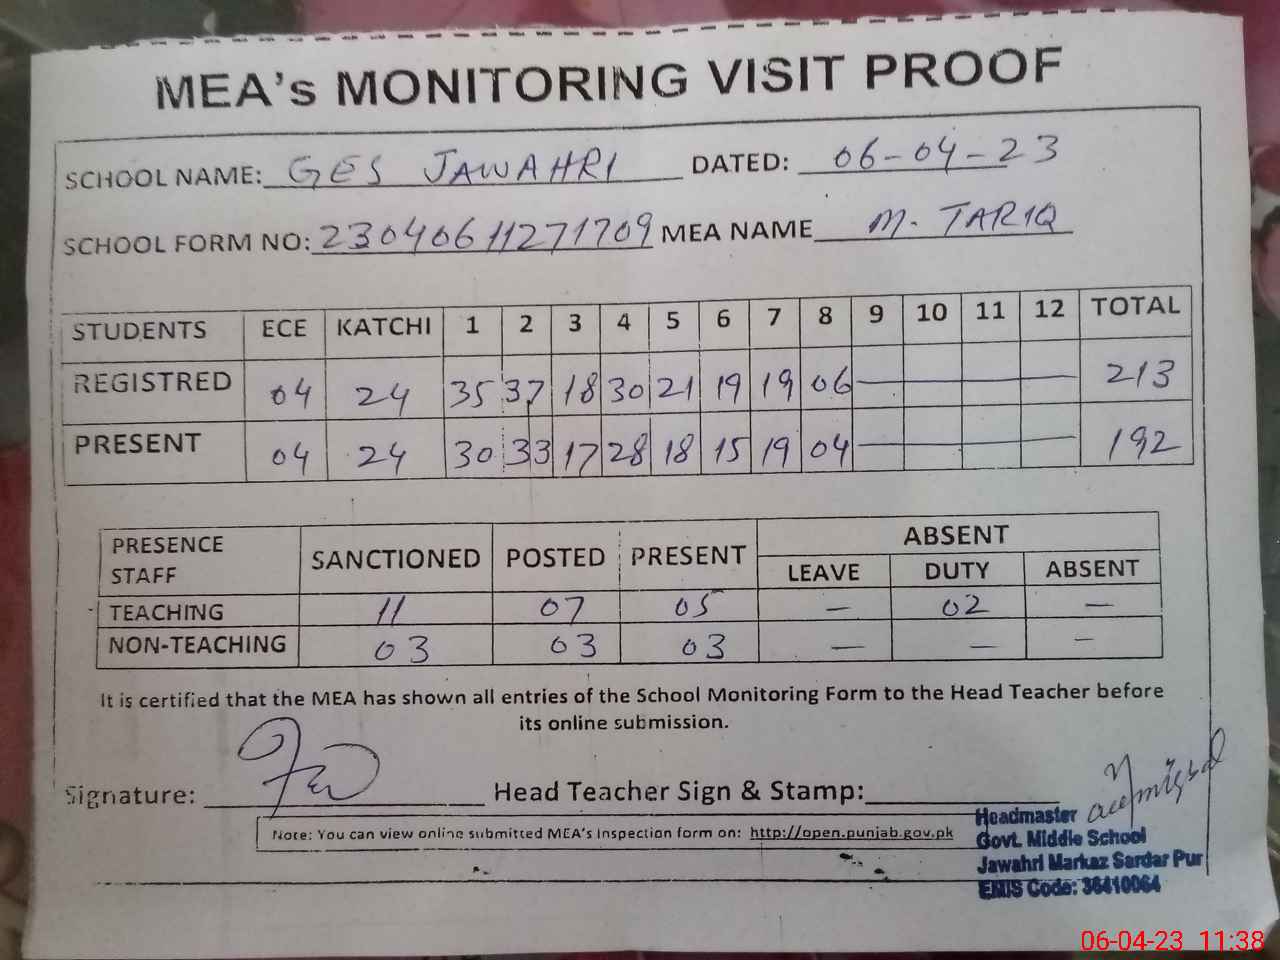 MEA's MONITORING VISIT PROOF
SCHOOL NAME: GES JAWAHRI DATED: 06-04-23
SCHOOL FORM NO: 23040611271709 MEA NAME M. TARIQ
STUDENTS ECE KATCHI 1 2 3 4 5 6 7 8 9 10 11 12 TOTAL
REGISTRED 04 24 35 37 18 30 21 19 19 06 — 213
PRESENT 04 24 30 33 17 28 18 15 19 04 — 192
PRESENCE STAFF SANCTIONED POSTED PRESENT ABSENT
LEAVE DUTY ABSENT
TEACHING 11 07 05 — 02 —
NON-TEACHING 03 03 03 — — —
It is certified that the MEA has shown all entries of the School Monitoring Form to the Head Teacher before
its online submission.
Signature: Head Teacher Sign & Stamp:
Note: You can view online submitted MEA's Inspection form on: http://open.punjab.gov.pk
Headmaster
Govt. Middle School
Jawahri Markaz Sardar Pur
EMIS Code: 36410064
06-04-23 11:38